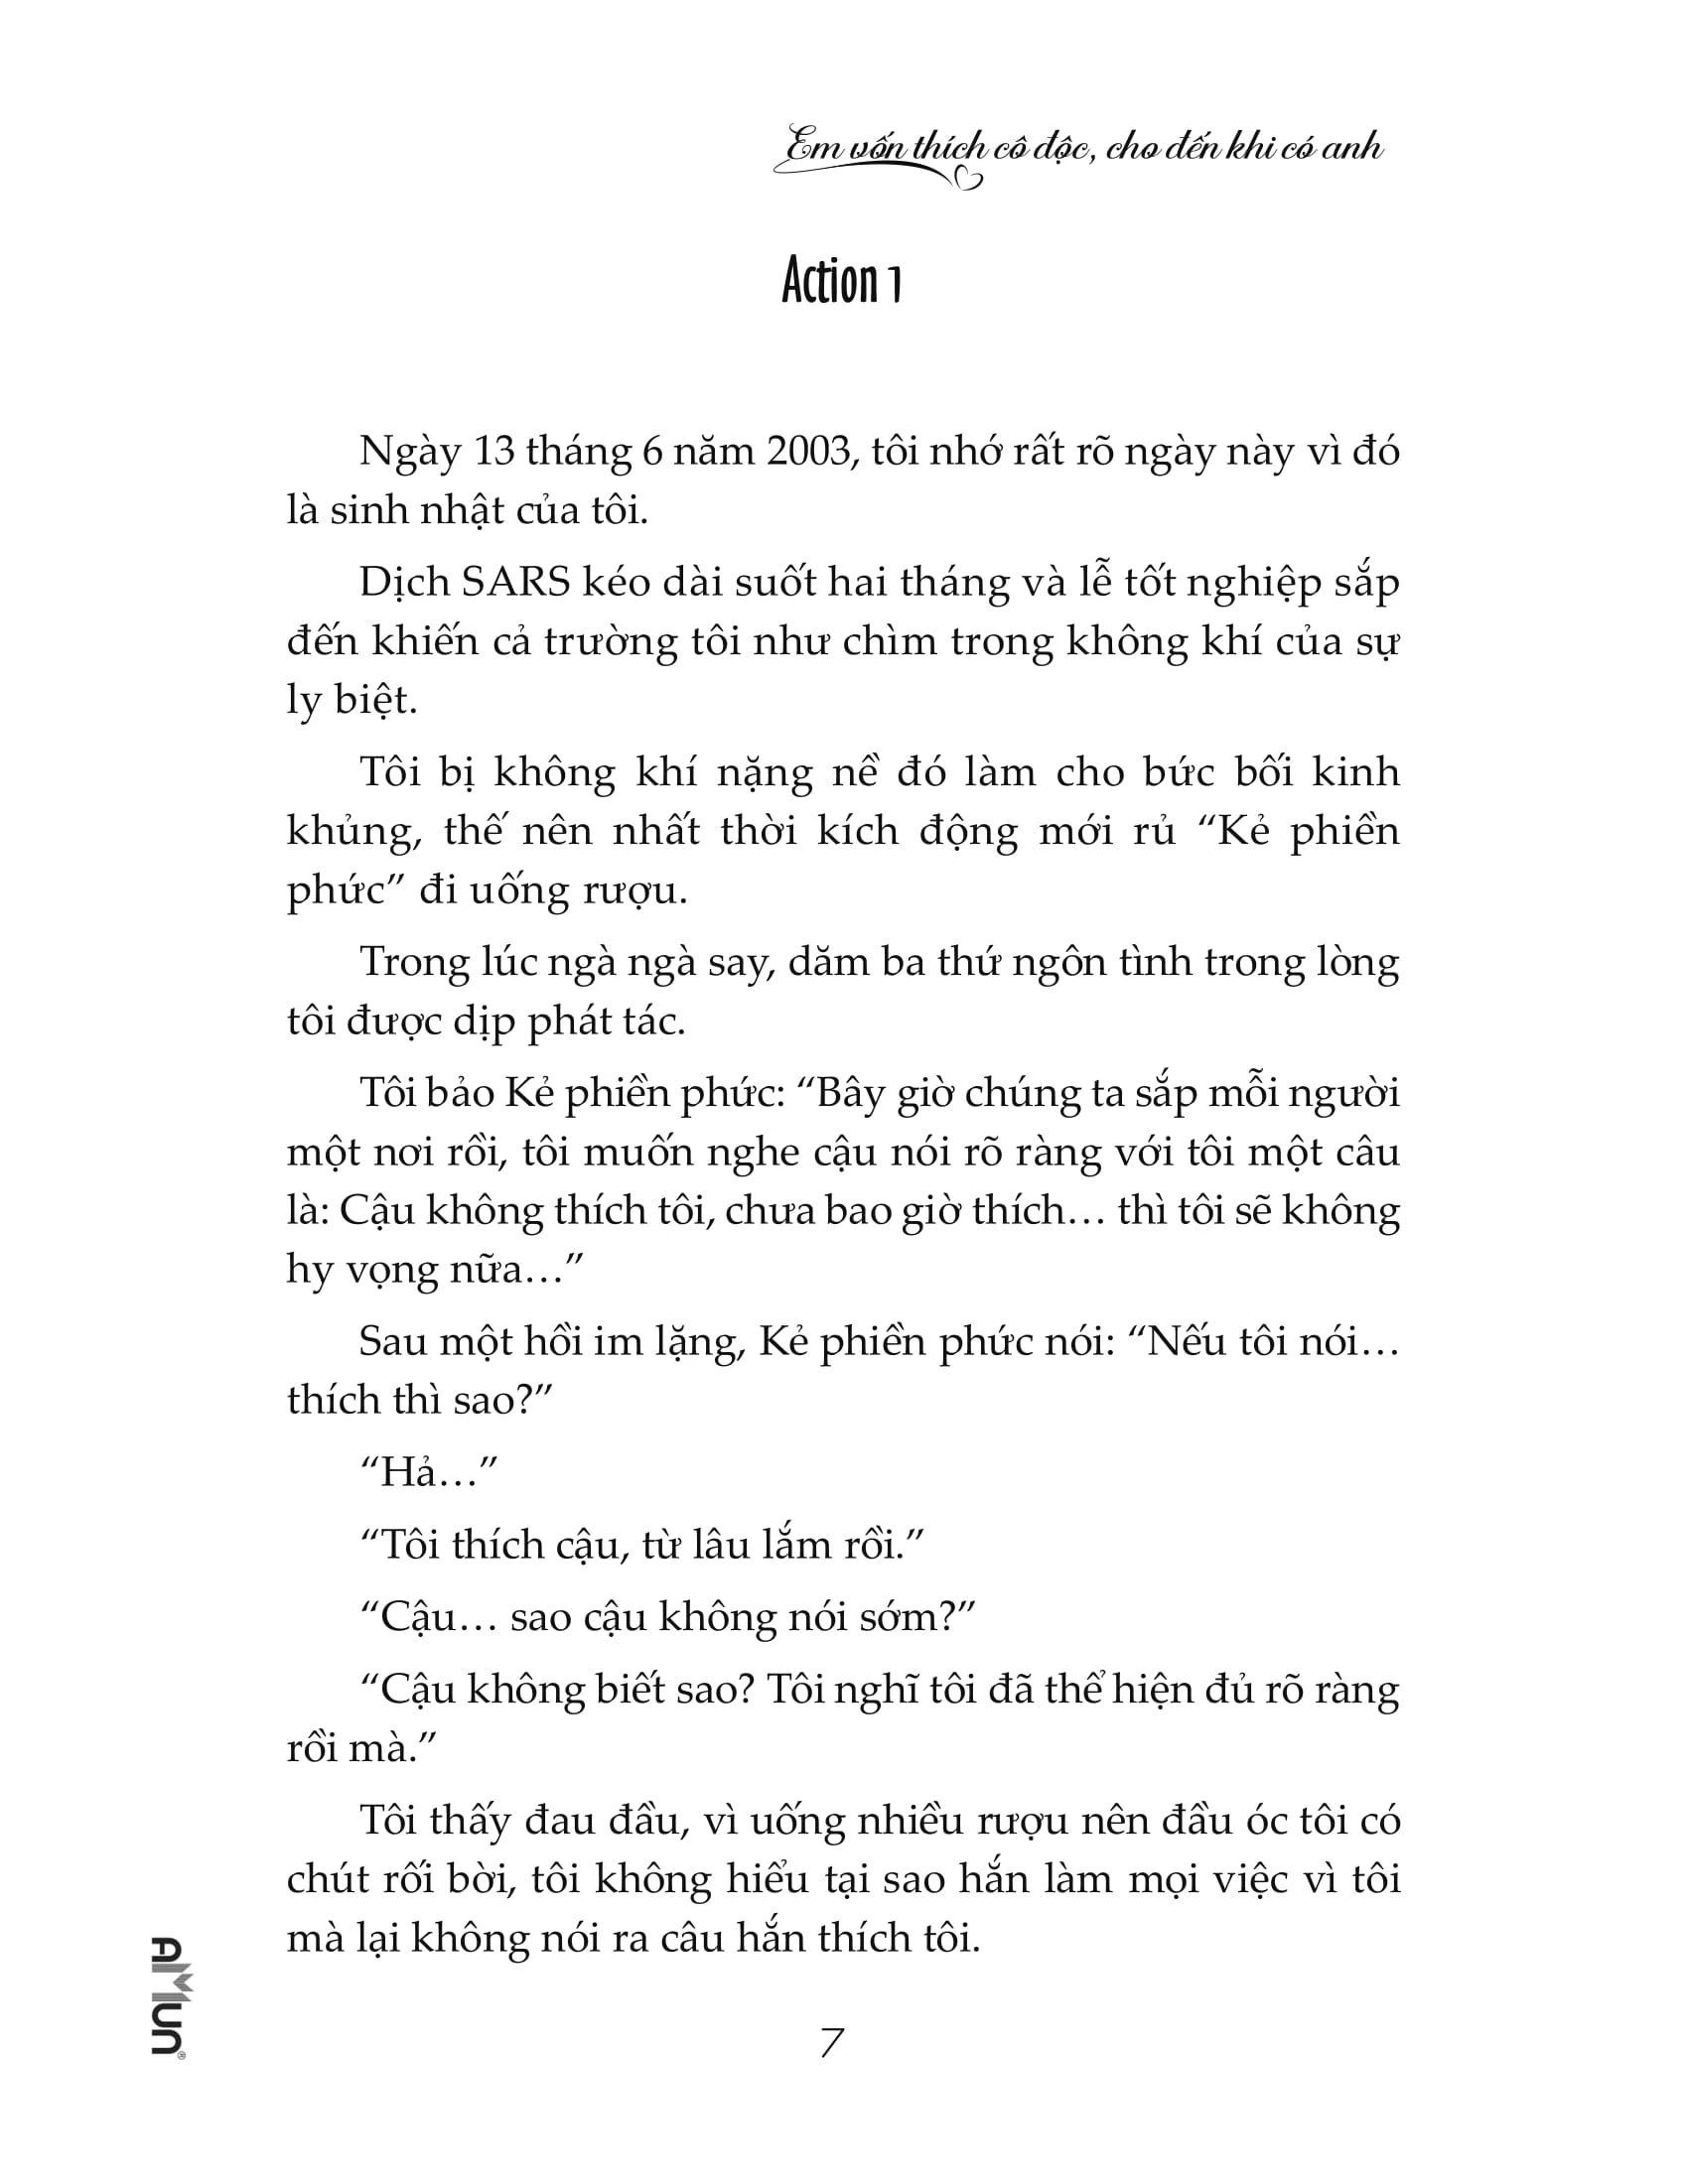 Em vốn thích cô độc, cho đến khi có anh
Action 1
Ngày 13 tháng 6 năm 2003, tôi nhớ rất rõ ngày này vì đó
là sinh nhật của tôi.
Dịch SARS kéo dài suốt hai tháng và lễ tốt nghiệp sắp
đến khiến cả trường tôi như chìm trong không khí của sự
ly biệt.
Tôi bị không khí nặng nề đó làm cho bức bối kinh
khủng, thế nên nhất thời kích động mới rủ “Kẻ phiền
phức” đi uống rượu.
Trong lúc ngà ngà say, dăm ba thứ ngôn tình trong lòng
tôi được dịp phát tác.
Tôi bảo Kẻ phiền phức: “Bây giờ chúng ta sắp mỗi người
một nơi rồi, tôi muốn nghe cậu nói rõ ràng với tôi một câu
là: Cậu không thích tôi, chưa bao giờ thích… thì tôi sẽ không
hy vọng nữa…”
Sau một hồi im lặng, Kẻ phiền phức nói: “Nếu tôi nói…
thích thì sao?”
“Hả…”
“Tôi thích cậu, từ lâu lắm rồi.”
“Cậu… sao cậu không nói sớm?”
“Cậu không biết sao? Tôi nghĩ tôi đã thể hiện đủ rõ ràng
rồi mà.”
Tôi thấy đau đầu, vì uống nhiều rượu nên đầu óc tôi có
chút rối bời, tôi không hiểu tại sao hắn làm mọi việc vì tôi
mà lại không nói ra câu hắn thích tôi.
AMUN®
7